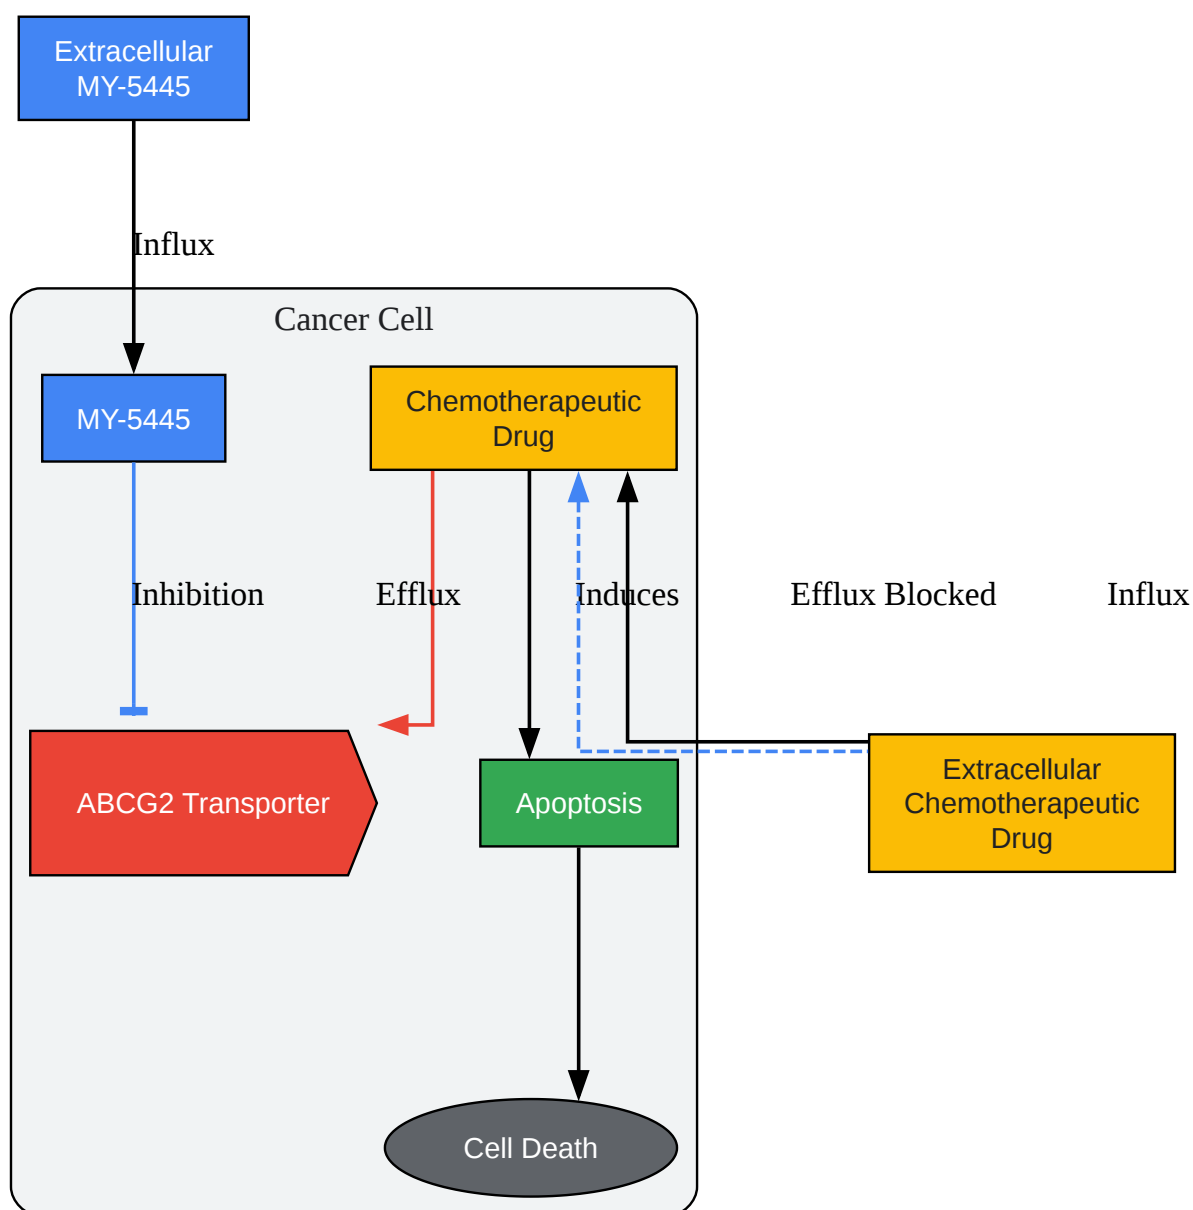 Extracellular
MY-5445
Influx
Cancer Cell
MY-5445
Chemotherapeutic
Drug
Inhibition
Efflux
Induces
Efflux Blocked
Influx
ABCG2 Transporter
Apoptosis
Extracellular
Chemotherapeutic
Drug
Cell Death